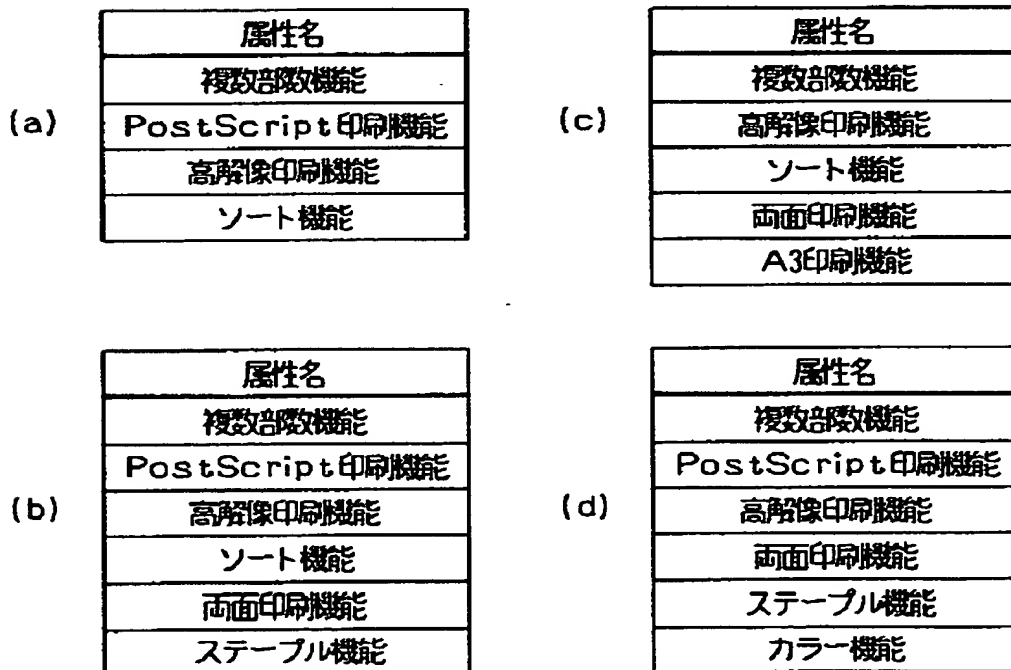 (a)
属性名
複数部数機能
PostScript印刷機能
高解像印刷機能
ソート機能
(b)
属性名
複数部数機能
PostScript印刷機能
高解像印刷機能
ソート機能
両面印刷機能
ステープル機能
(c)
属性名
複数部数機能
高解像印刷機能
ソート機能
両面印刷機能
A3印刷機能
(d)
属性名
複数部数機能
PostScript印刷機能
高解像印刷機能
両面印刷機能
ステープル機能
カラー機能